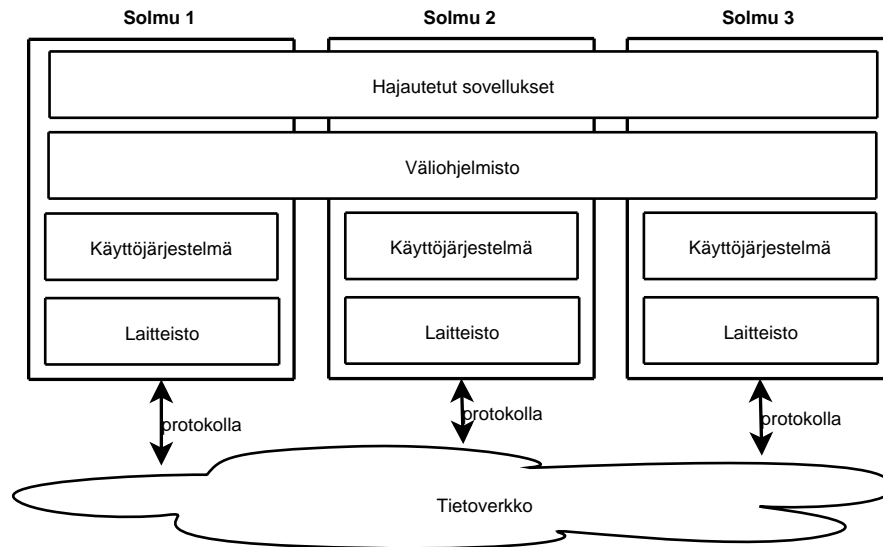 Solmu 1 Solmu 2 Solmu 3
Hajautetut sovellukset
Väliohjelmisto
Käyttöjärjestelmä Käyttöjärjestelmä Käyttöjärjestelmä
Laitteisto Laitteisto Laitteisto
protokolla protokolla protokolla
Tietoverkko